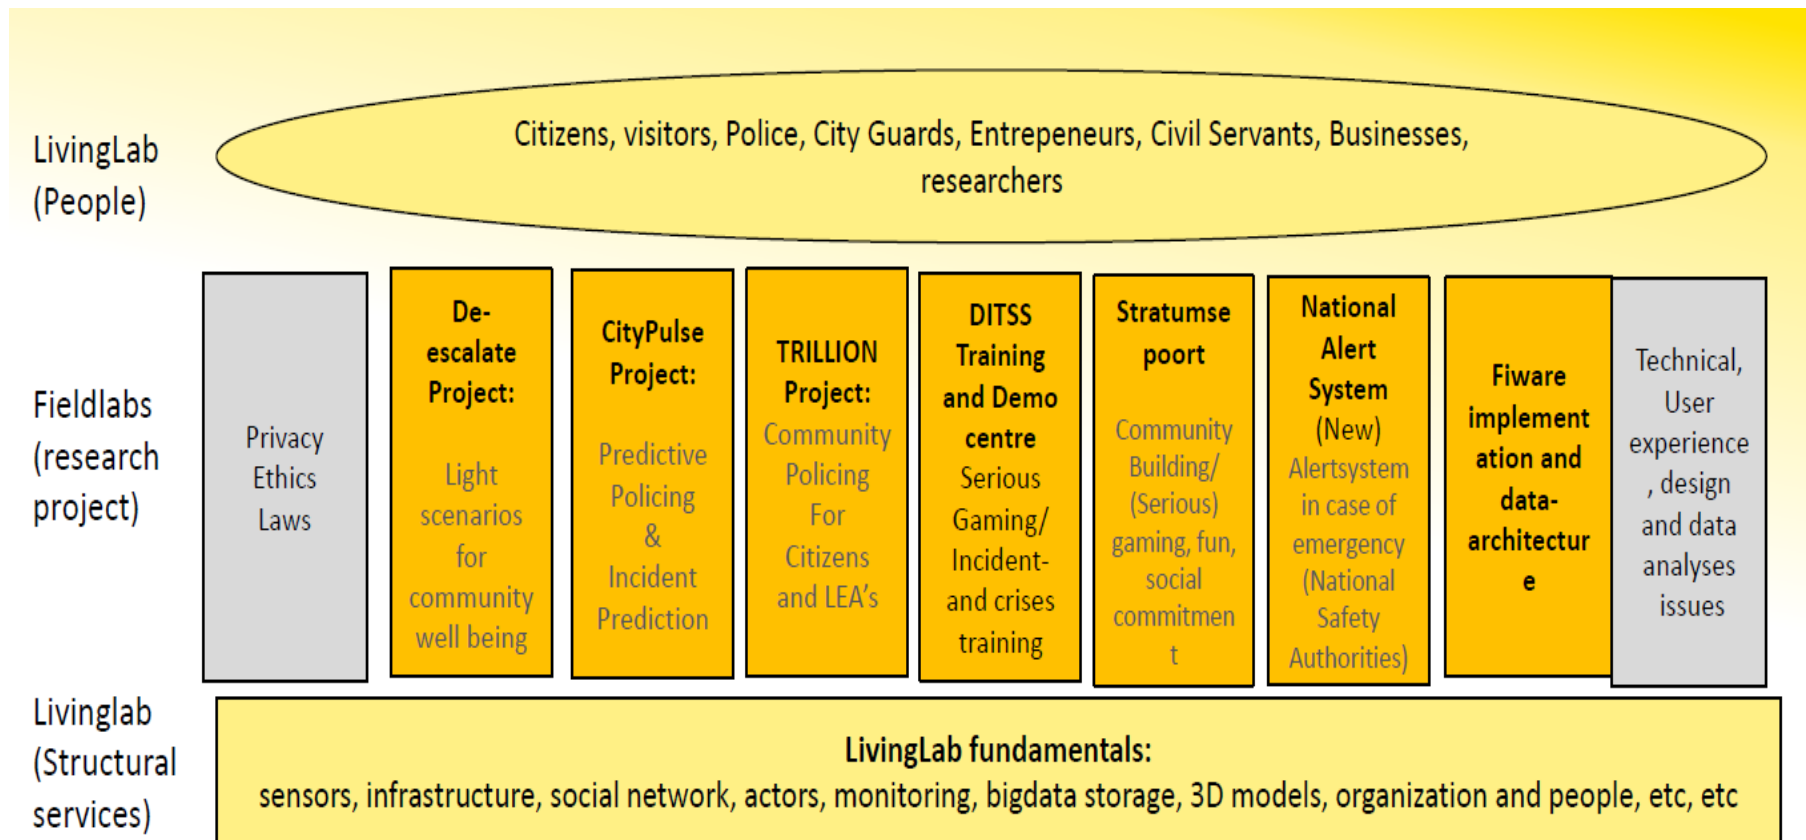 LivingLab
(People)
Citizens, visitors, Police, City Guards, Entrepeneurs, Civil Servants, Businesses,
researchers
Fieldlabs
(research
project)
Privacy
Ethics
Laws
De-
escalate
Project:
Light
scenarios
for
community
well being
CityPulse
Project:
Predictive
Policing
&
Incident
Prediction
TRILLION
Project:
Community
Policing
For
Citizens
and LEA's
DITSS
Training
and Demo
centre
Serious
Gaming/
Incident-
and crises
training
Stratumse
poort
Community
Building/
(Serious)
gaming, fun,
social
commitmen
t
National
Alert
System
(New)
Alertsystem
in case of
emergency
(National
Safety
Authorities)
Fiware
implement
ation and
data-
architectur
e
Technical,
User
experience
, design
and data
analyses
issues
Livinglab
(Structural
services)
LivingLab fundamentals:
sensors, infrastructure, social network, actors, monitoring, bigdata storage, 3D models, organization and people, etc, etc